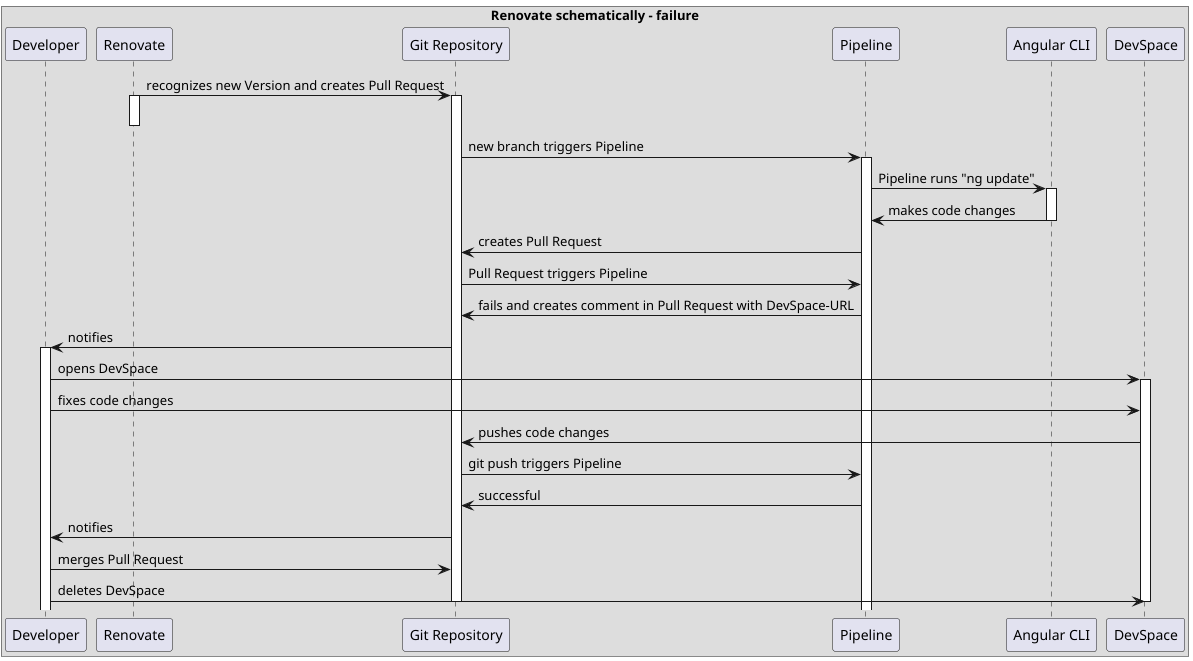 Renovate schematically - failure
Developer
Renovate
Git Repository
Pipeline
Angular CLI
DevSpace
recognizes new Version and creates Pull Request
new branch triggers Pipeline
Pipeline runs "ng update"
makes code changes
creates Pull Request
Pull Request triggers Pipeline
fails and creates comment in Pull Request with DevSpace-URL
notifies
opens DevSpace
fixes code changes
pushes code changes
git push triggers Pipeline
successful
notifies
merges Pull Request
deletes DevSpace
Developer
Renovate
Git Repository
Pipeline
Angular CLI
DevSpace